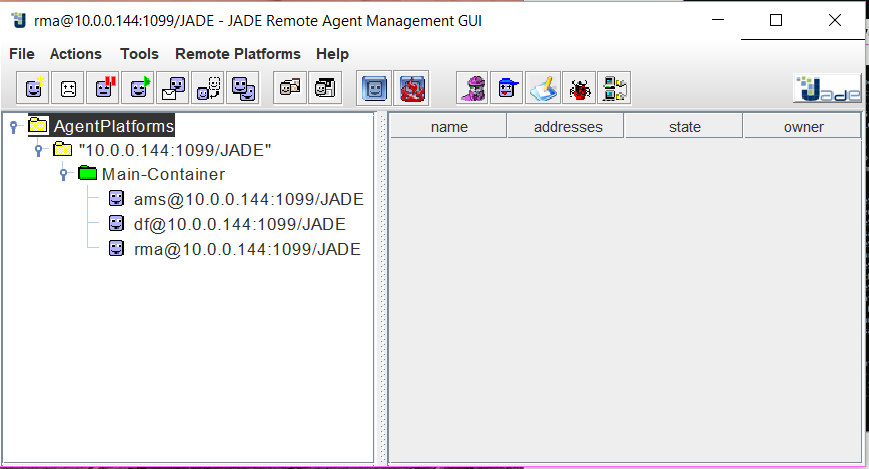 rma@10.0.0.144:1099/JADE - JADE Remote Agent Management GUI
File Actions Tools Remote Platforms Help
Jade
AgentPlatforms
"10.0.0.144:1099/JADE"
Main-Container
ams@10.0.0.144:1099/JADE
df@10.0.0.144:1099/JADE
rma@10.0.0.144:1099/JADE
name addresses state owner